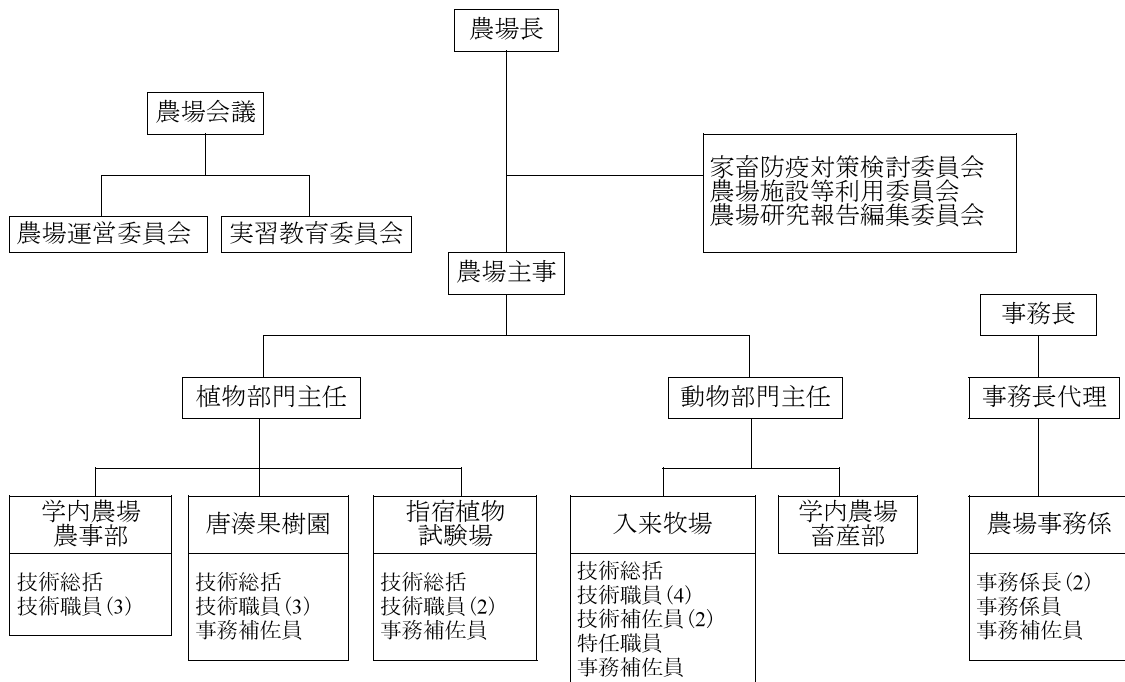 農場長
農場会議
家畜防疫対策検討委員会
農場施設等利用委員会
農場研究報告編集委員会
農場運営委員会
実習教育委員会
農場主事
事務長
植物部門主任
動物部門主任
事務長代理
学内農場
農事部
技術総括
技術職員(3)
唐湊果樹園
技術総括
技術職員(3)
事務補佐員
指宿植物
試験場
技術総括
技術職員(2)
事務補佐員
入来牧場
技術総括
技術職員(4)
技術補佐員(2)
特任職員
事務補佐員
学内農場
畜産部
農場事務係
事務係長(2)
事務係員
事務補佐員